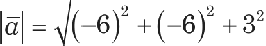 |a̅| = √((−6)² + (−6)² + 3²)